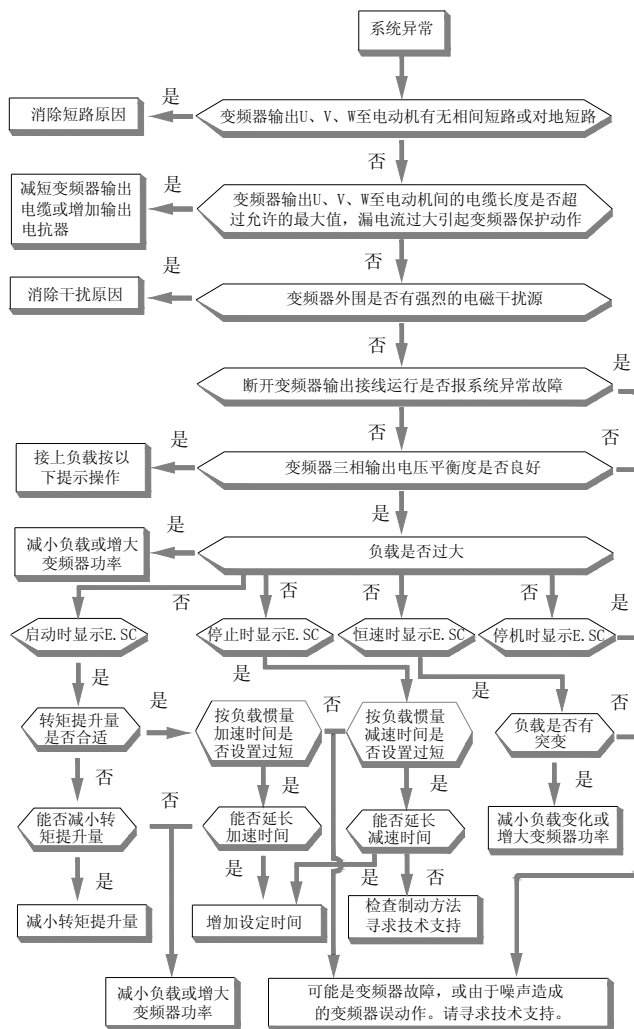 系统异常
是
消除短路原因
变频器输出U、V、W至电动机有无相间短路或对地短路
否
是
减短变频器输出
电缆或增加输出
电抗器
变频器输出U、V、W至电动机间的电缆长度是否超
过允许的最大值，漏电流过大引起变频器保护动作
是
否
消除干扰原因
变频器外围是否有强烈的电磁干扰源
否
是
断开变频器输出接线运行是否报系统异常故障
是
否
否
接上负载按以
下提示操作
变频器三相输出电压平衡度是否良好
是
是
减小负载或增大
变频器功率
负载是否过大
否
否
否
否
是
启动时显示E.SC
停止时显示E.SC
恒速时显示E.SC
停机时显示E.SC
是
是
是
是
否
否
转矩提升量
是否合适
按负载惯量
加速时间是
否设置过短
按负载惯量
减速时间是
否设置过短
负载是否有
突变
否
是
是
是
能否减小转
矩提升量
否
能否延长
加速时间
能否延长
减速时间
减小负载变化或
增大变频器功率
是
是
是
否
减小转矩提升量
增加设定时间
检查制动方法
寻求技术支持
减小负载或增大
变频器功率
可能是变频器故障，或由于噪声造成
的变频器误动作。请寻求技术支持。